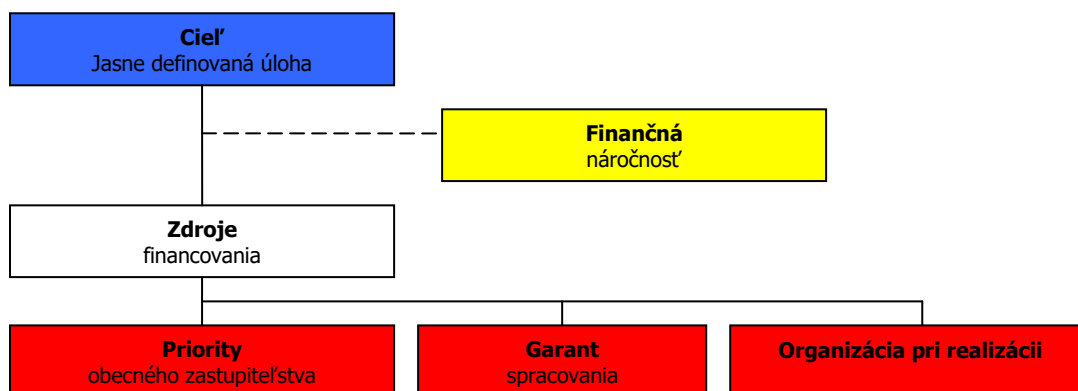 Cieľ
Jasne definovaná úloha
Finančná
náročnosť
Zdroje
financovania
Priority
obecného zastupiteľstva
Garant
spracovania
Organizácia pri realizácii